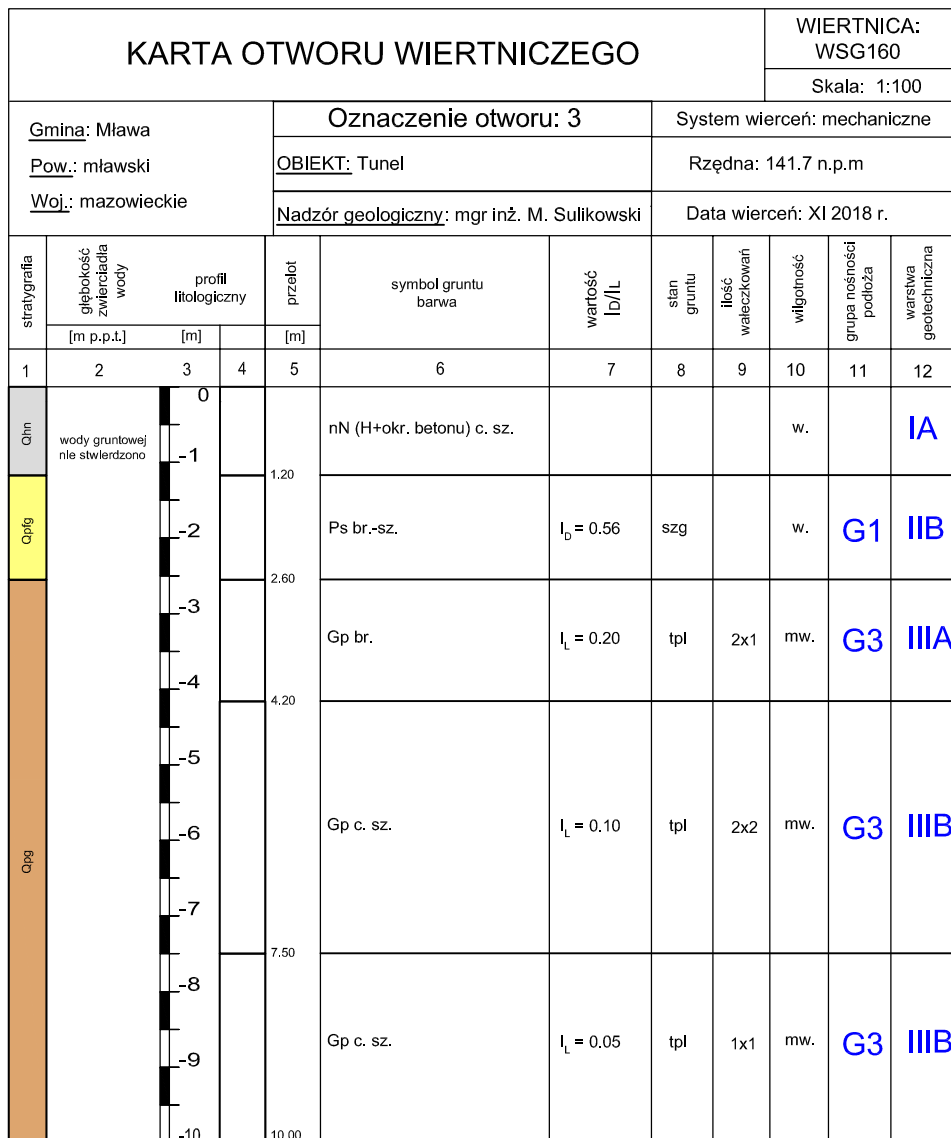 KARTA OTWORU WIERTNICZEGO
WIERTNICA:
WSG160
Skala: 1:100
Gmina: Mława
Pow.: mławski
Woj.: mazowieckie
Oznaczenie otworu: 3
OBIEKT: Tunel
Nadzór geologiczny: mgr inż. M. Sulikowski
System wierceń: mechaniczne
Rzędna: 141.7 n.p.m
Data wierceń: XI 2018 r.
stratygrafia
głębokość
zwierciadła
wody
[m p.p.t.]
profil
litologiczny
[m]
przelot
[m]
symbol gruntu
barwa
wartość
ID/IL
stan
gruntu
ilość
wałeczkowań
wilgotność
grupa nośności
podłoża
warstwa
geotechniczna
1 2 3 4 5 6 7 8 9 10 11 12
Qhn
wody gruntowej
nie stwierdzono
0
-1
1.20
nN (H+okr. betonu) c. sz. w. IA
Qpfg
-2
2.60
Ps br.-sz. ID = 0.56 szg w. G1 IIB
Qpg
-3
-4
4.20
Gp br. IL = 0.20 tpl 2x1 mw. G3 IIIA
-5
-6
-7
7.50
Gp c. sz. IL = 0.10 tpl 2x2 mw. G3 IIIB
-8
-9
-10
10.00
Gp c. sz. IL = 0.05 tpl 1x1 mw. G3 IIIB